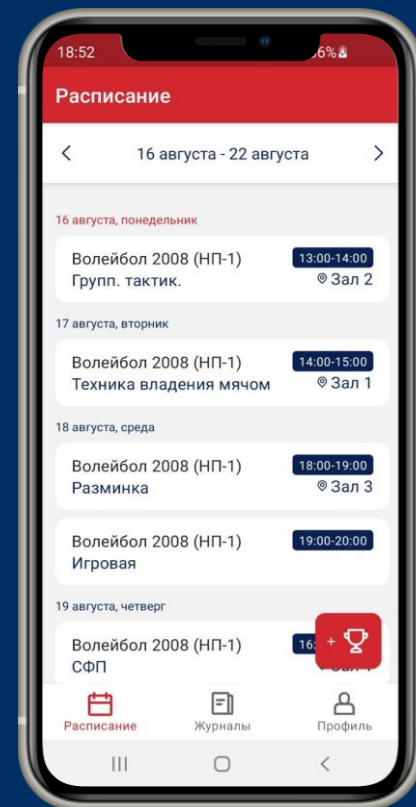 18:52
6%
Расписание
16 августа - 22 августа
16 августа, понедельник
Волейбол 2008 (НП-1) 13:00-14:00
Групп. тактик. Зал 2
17 августа, вторник
Волейбол 2008 (НП-1) 14:00-15:00
Техника владения мячом Зал 1
18 августа, среда
Волейбол 2008 (НП-1) 18:00-19:00
Разминка Зал 3
Волейбол 2008 (НП-1) 19:00-20:00
Игровая
19 августа, четверг
Волейбол 2008 (НП-1) 16:
СФП
+
Расписание Журналы Профиль